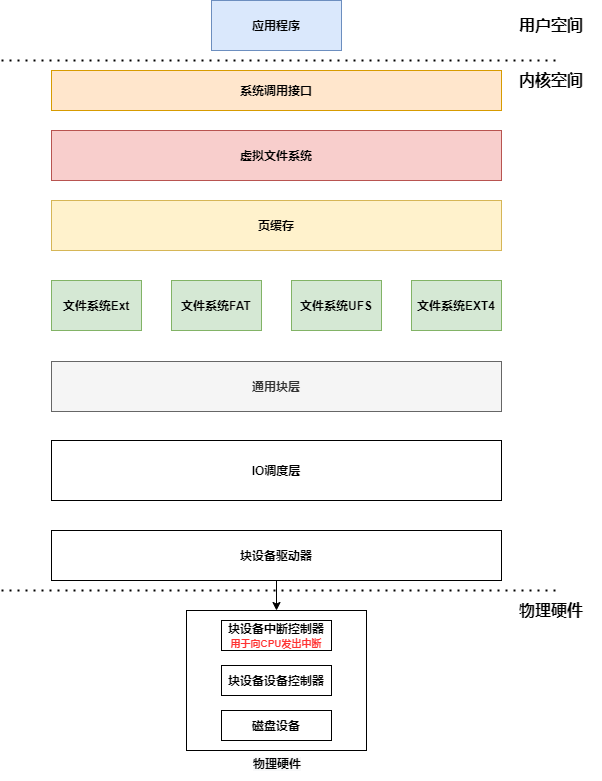 应用程序
用户空间
内核空间
系统调用接口
虚拟文件系统
页缓存
文件系统Ext
文件系统FAT
文件系统UFS
文件系统EXT4
通用块层
IO调度层
块设备驱动器
物理硬件
块设备中断控制器
用于向CPU发出中断
块设备设备控制器
磁盘设备
物理硬件